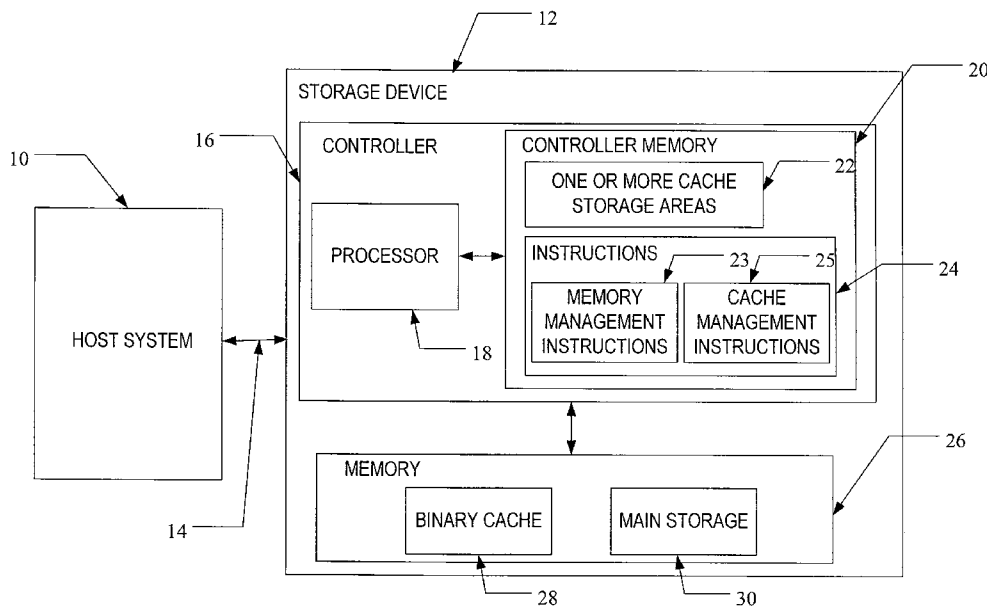 12
STORAGE DEVICE
20
16
CONTROLLER
CONTROLLER MEMORY
10
22
ONE OR MORE CACHE
STORAGE AREAS
PROCESSOR
INSTRUCTIONS
23
25
24
MEMORY
MANAGEMENT
INSTRUCTIONS
CACHE
MANAGEMENT
INSTRUCTIONS
HOST SYSTEM
18
14
MEMORY
26
BINARY CACHE
MAIN STORAGE
28
30